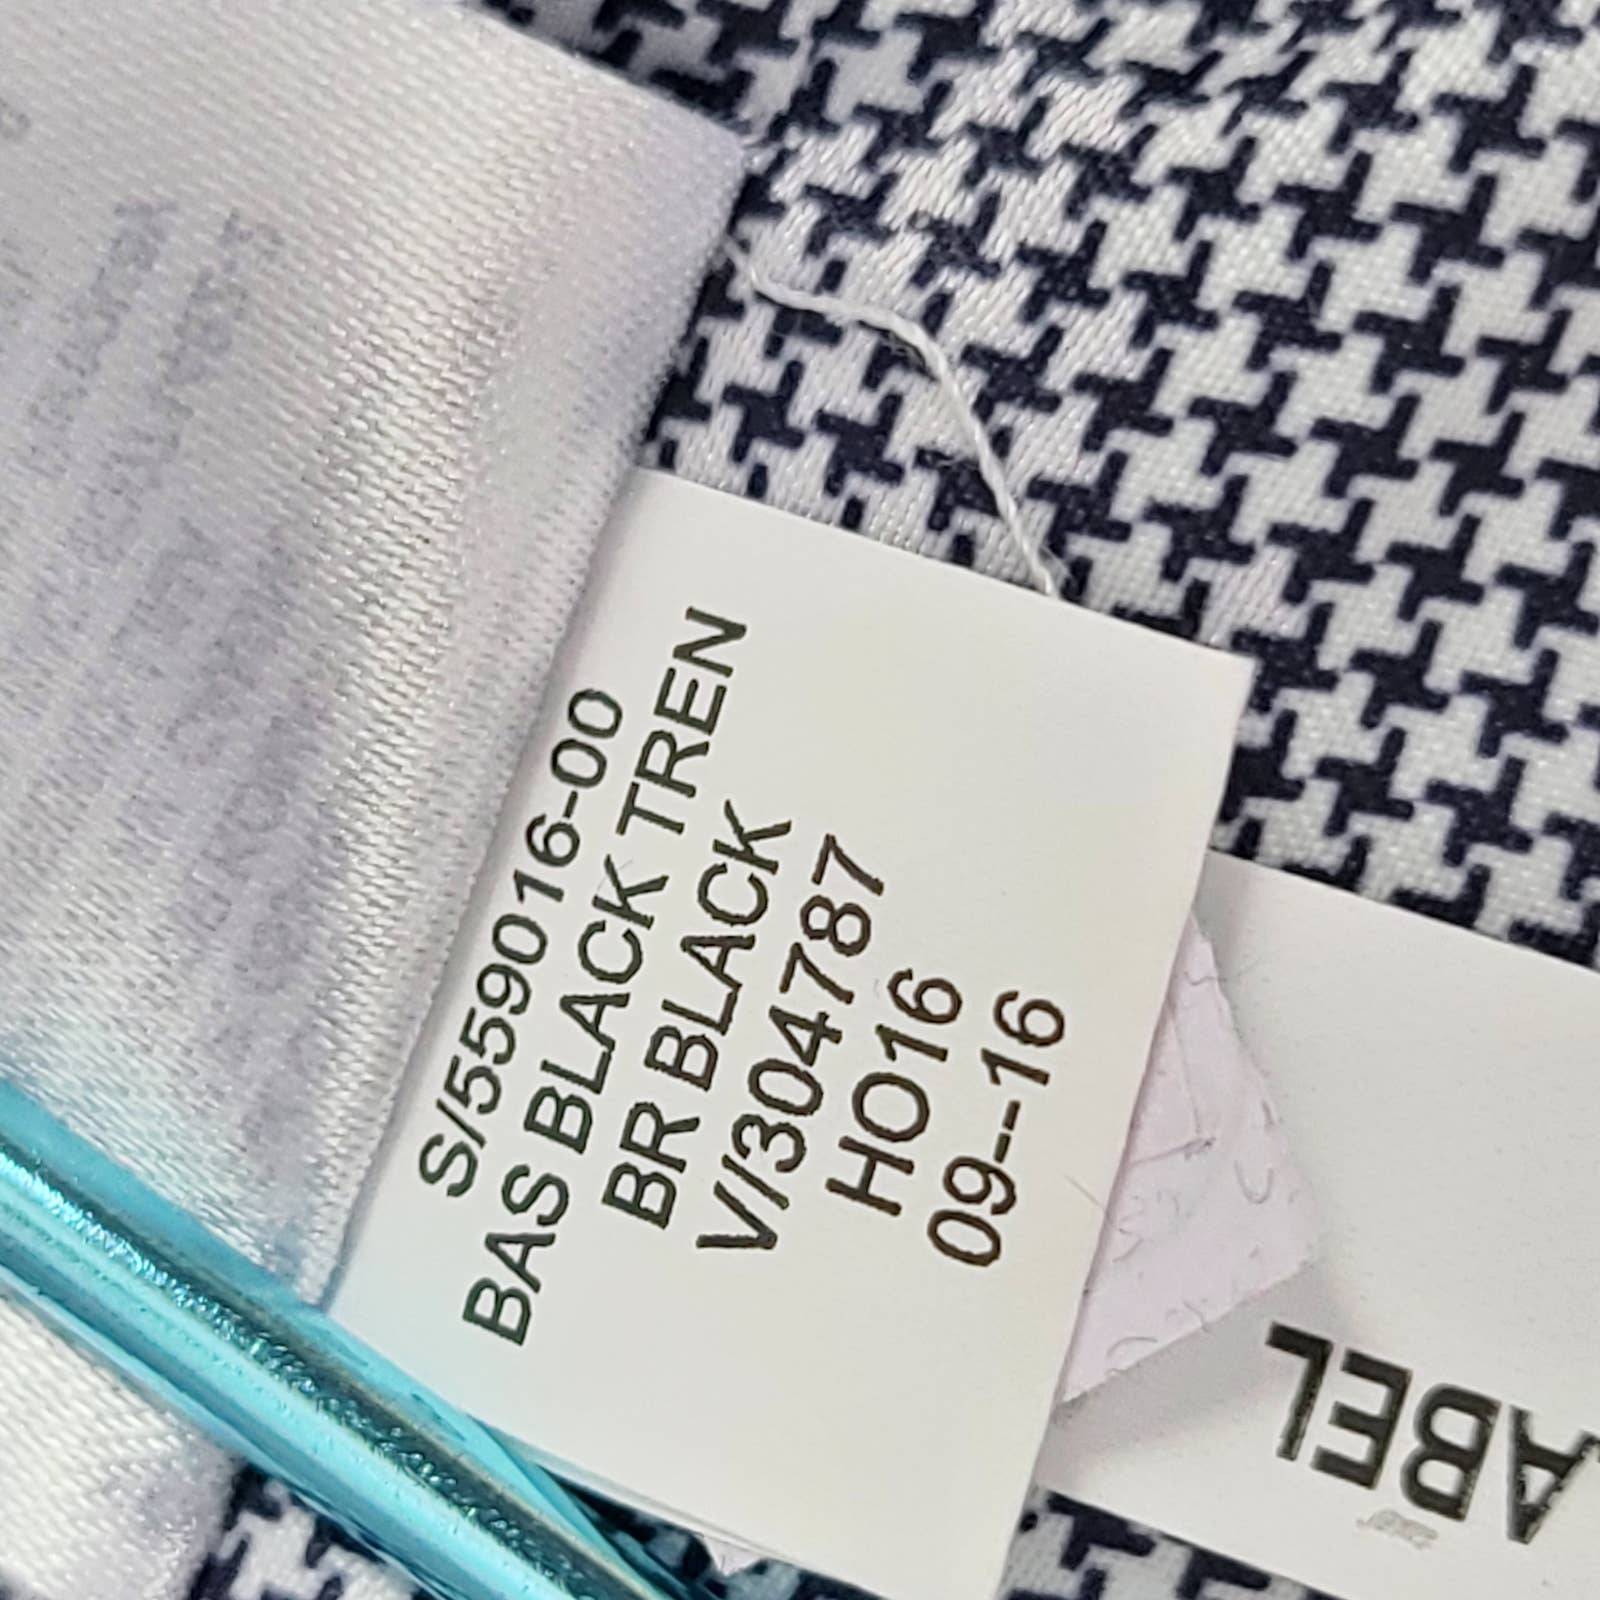 S/559016-00
BAS BLACK TREN
BR BLACK
V/304787
HO16
09--16
ABEL